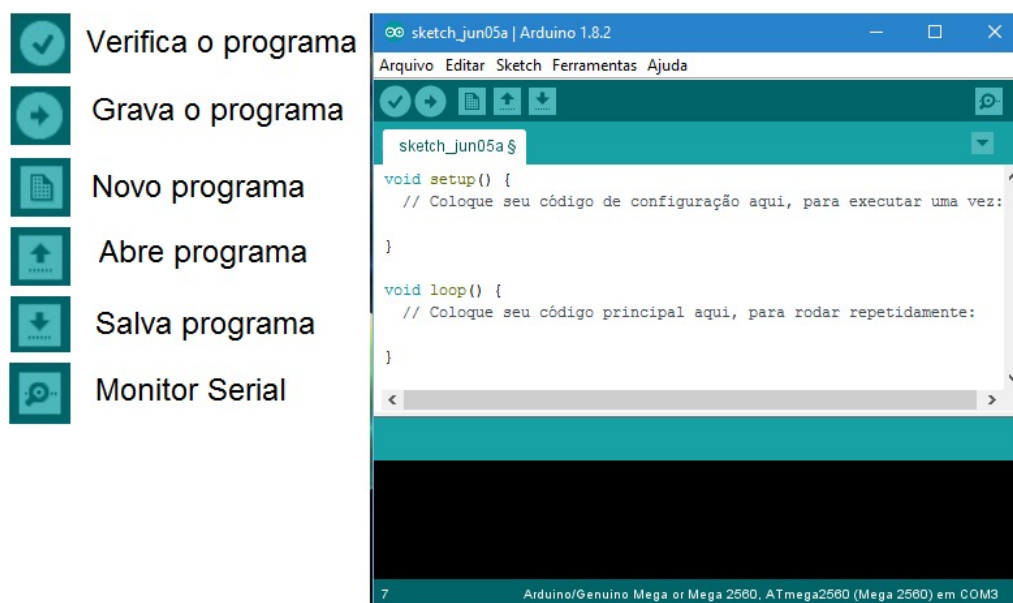 Verifica o programa
Grava o programa
Novo programa
Abre programa
Salva programa
Monitor Serial
sketch_jun05a | Arduino 1.8.2
Arquivo Editar Sketch Ferramentas Ajuda
sketch_jun05a §
void setup() {
// Coloque seu código de configuração aqui, para executar uma vez:
}
void loop() {
// Coloque seu código principal aqui, para rodar repetidamente:
}
7 Arduino/Genuino Mega or Mega 2560, ATmega2560 (Mega 2560) em COM3